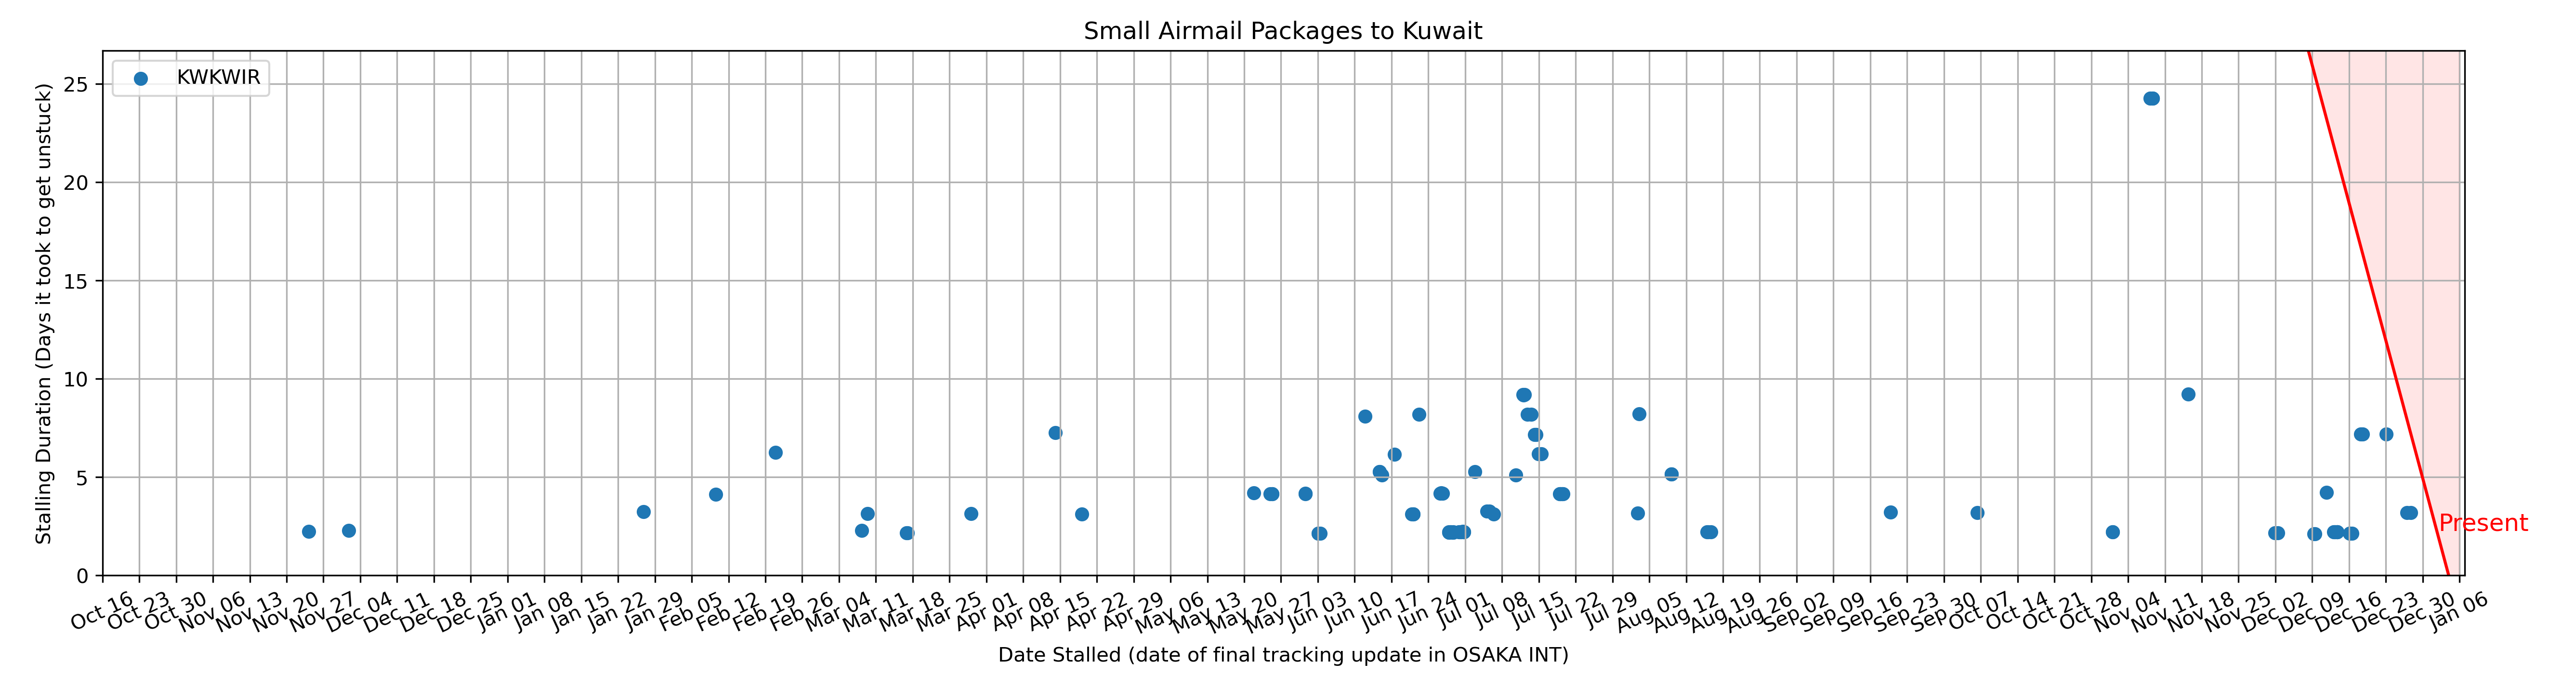 Small Airmail Packages to Kuwait
KWKWIR
Stalling Duration (Days it took to get unstuck)
25
20
15
10
5
0
Present
Oct 16
Oct 23
Oct 30
Nov 06
Nov 13
Nov 20
Nov 27
Dec 04
Dec 11
Dec 18
Dec 25
Jan 01
Jan 08
Jan 15
Jan 22
Jan 29
Feb 05
Feb 12
Feb 19
Feb 26
Mar 04
Mar 11
Mar 18
Mar 25
Apr 01
Apr 08
Apr 15
Apr 22
Apr 29
May 06
May 13
May 20
May 27
Jun 03
Jun 10
Jun 17
Jun 24
Jul 01
Jul 08
Jul 15
Jul 22
Jul 29
Aug 05
Aug 12
Aug 19
Aug 26
Sep 02
Sep 09
Sep 16
Sep 23
Sep 30
Oct 07
Oct 14
Oct 21
Oct 28
Nov 04
Nov 11
Nov 18
Nov 25
Dec 02
Dec 09
Dec 16
Dec 23
Dec 30
Jan 06
Date Stalled (date of final tracking update in OSAKA INT)